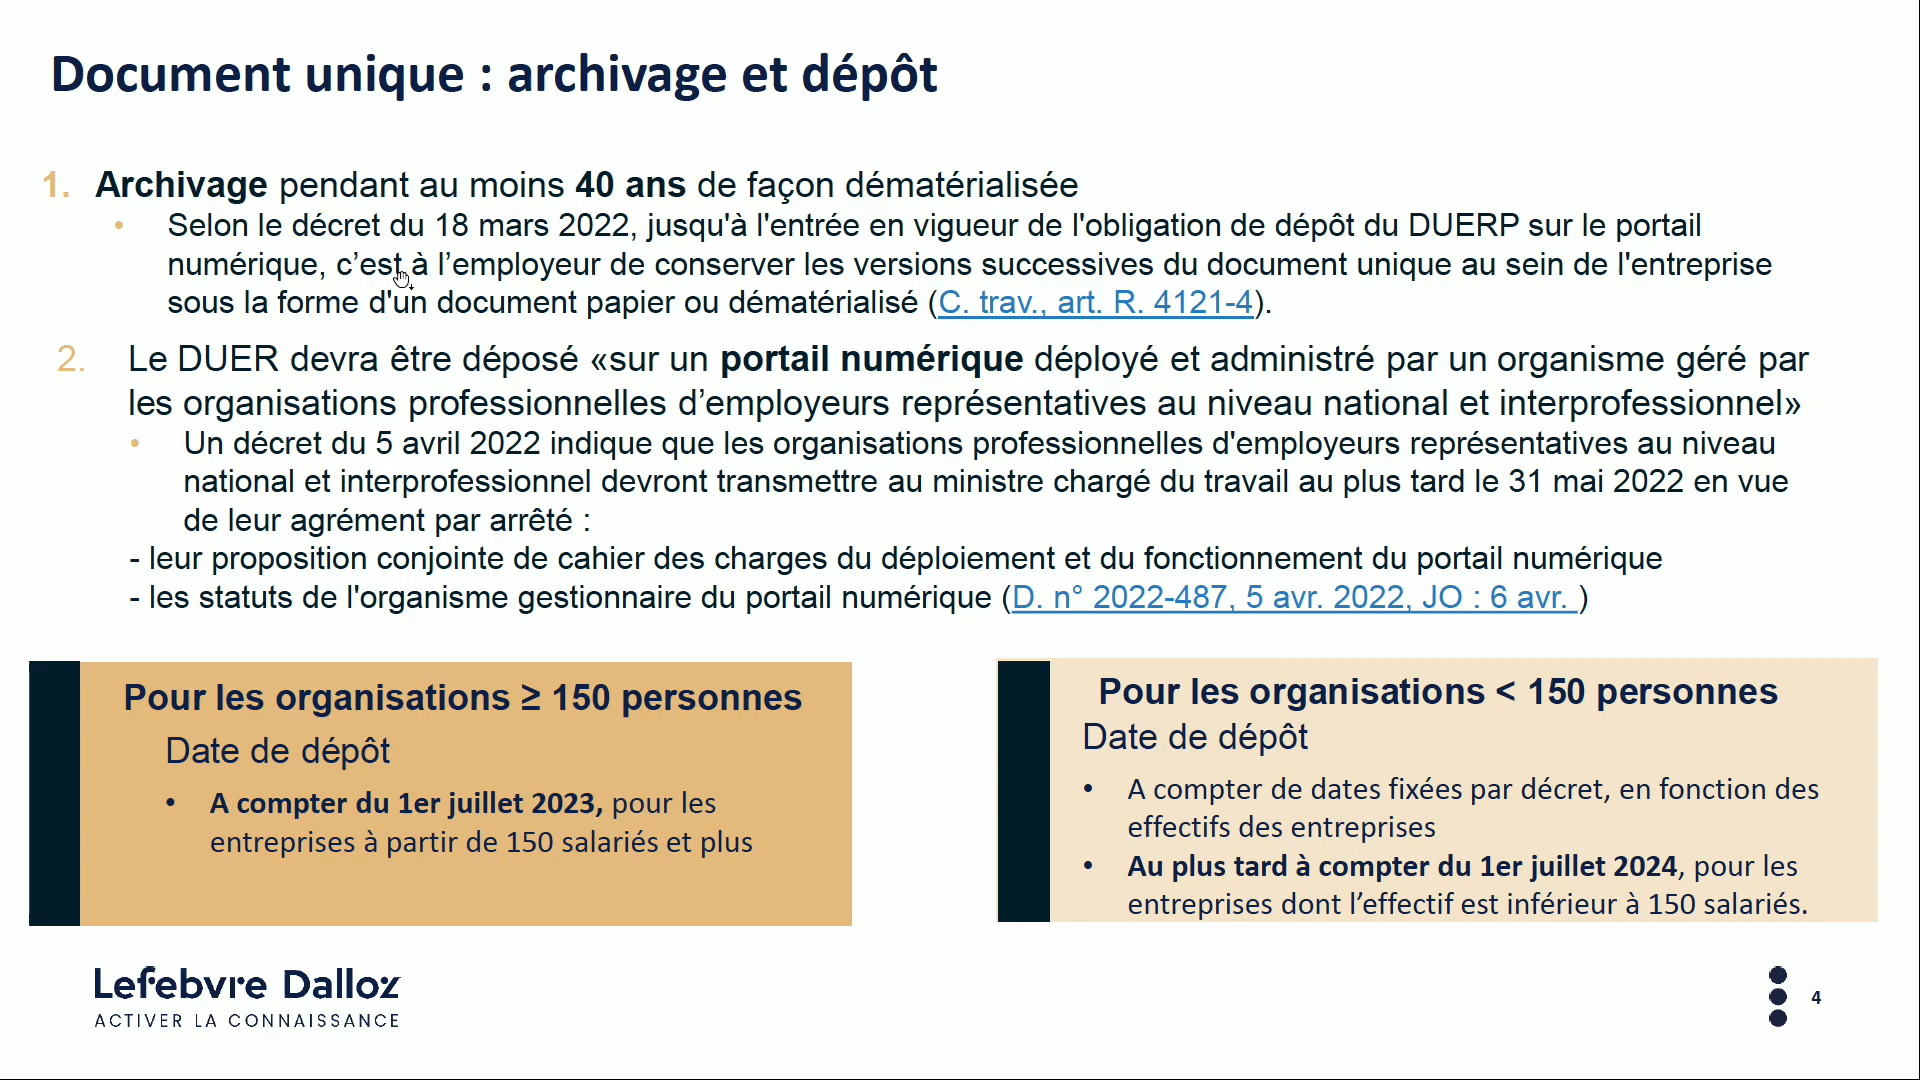 Document unique : archivage et dépôt
1. Archivage pendant au moins 40 ans de façon dématérialisée
• Selon le décret du 18 mars 2022, jusqu'à l'entrée en vigueur de l'obligation de dépôt du DUERP sur le portail
numérique, c’est à l’employeur de conserver les versions successives du document unique au sein de l'entreprise
sous la forme d'un document papier ou dématérialisé (C. trav., art. R. 4121-4).
2. Le DUER devra être déposé «sur un portail numérique déployé et administré par un organisme géré par
les organisations professionnelles d’employeurs représentatives au niveau national et interprofessionnel»
• Un décret du 5 avril 2022 indique que les organisations professionnelles d'employeurs représentatives au niveau
national et interprofessionnel devront transmettre au ministre chargé du travail au plus tard le 31 mai 2022 en vue
de leur agrément par arrêté :
- leur proposition conjointe de cahier des charges du déploiement et du fonctionnement du portail numérique
- les statuts de l'organisme gestionnaire du portail numérique (D. n° 2022-487, 5 avr. 2022, JO : 6 avr. )
Pour les organisations ≥ 150 personnes
Date de dépôt
• A compter du 1er juillet 2023, pour les
entreprises à partir de 150 salariés et plus
Pour les organisations < 150 personnes
Date de dépôt
• A compter de dates fixées par décret, en fonction des
effectifs des entreprises
• Au plus tard à compter du 1er juillet 2024, pour les
entreprises dont l’effectif est inférieur à 150 salariés.
Lefebvre Dalloz
ACTIVER LA CONNAISSANCE
4